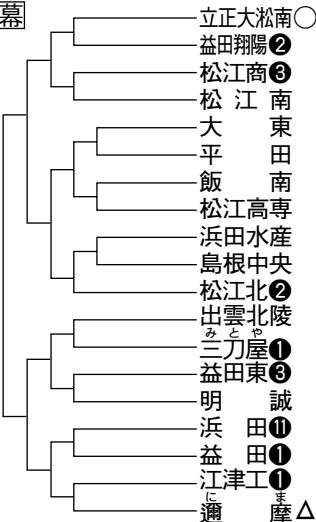 幕
立正大淞南○
益田翔陽❷
松江商❸
松江南
大東
平田
飯南
松江高専
浜田水産
島根中央
松江北❷
出雲北陵
みとや
三刀屋❶
益田東❸
明誠
浜田⓫
益田❶
江津工❶
にま
邇摩△